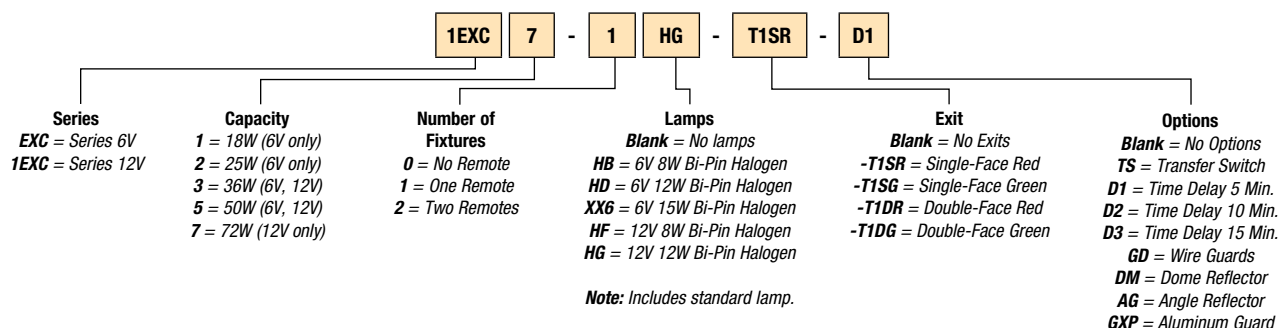 1EXC 7 - 1 HG - T1SR - D1
Series
EXC = Series 6V
1EXC = Series 12V
Capacity
1 = 18W (6V only)
2 = 25W (6V only)
3 = 36W (6V, 12V)
5 = 50W (6V, 12V)
7 = 72W (12V only)
Number of
Fixtures
0 = No Remote
1 = One Remote
2 = Two Remotes
Lamps
Blank = No lamps
HB = 6V 8W Bi-Pin Halogen
HD = 6V 12W Bi-Pin Halogen
XX6 = 6V 15W Bi-Pin Halogen
HF = 12V 8W Bi-Pin Halogen
HG = 12V 12W Bi-Pin Halogen
Note: Includes standard lamp.
Exit
Blank = No Exits
-T1SR = Single-Face Red
-T1SG = Single-Face Green
-T1DR = Double-Face Red
-T1DG = Double-Face Green
Options
Blank = No Options
TS = Transfer Switch
D1 = Time Delay 5 Min.
D2 = Time Delay 10 Min.
D3 = Time Delay 15 Min.
GD = Wire Guards
DM = Dome Reflector
AG = Angle Reflector
GXP = Aluminum Guard